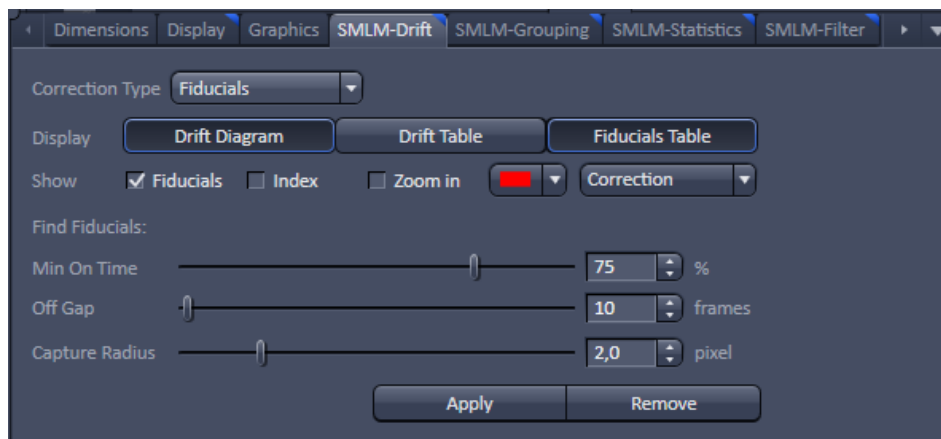 Dimensions Display Graphics SMLM-Drift SMLM-Grouping SMLM-Statistics SMLM-Filter
Correction Type Fiducials
Display Drift Diagram Drift Table Fiducials Table
Show Fiducials Index Zoom in Correction
Find Fiducials:
Min On Time 75 %
Off Gap 10 frames
Capture Radius 2,0 pixel
Apply Remove